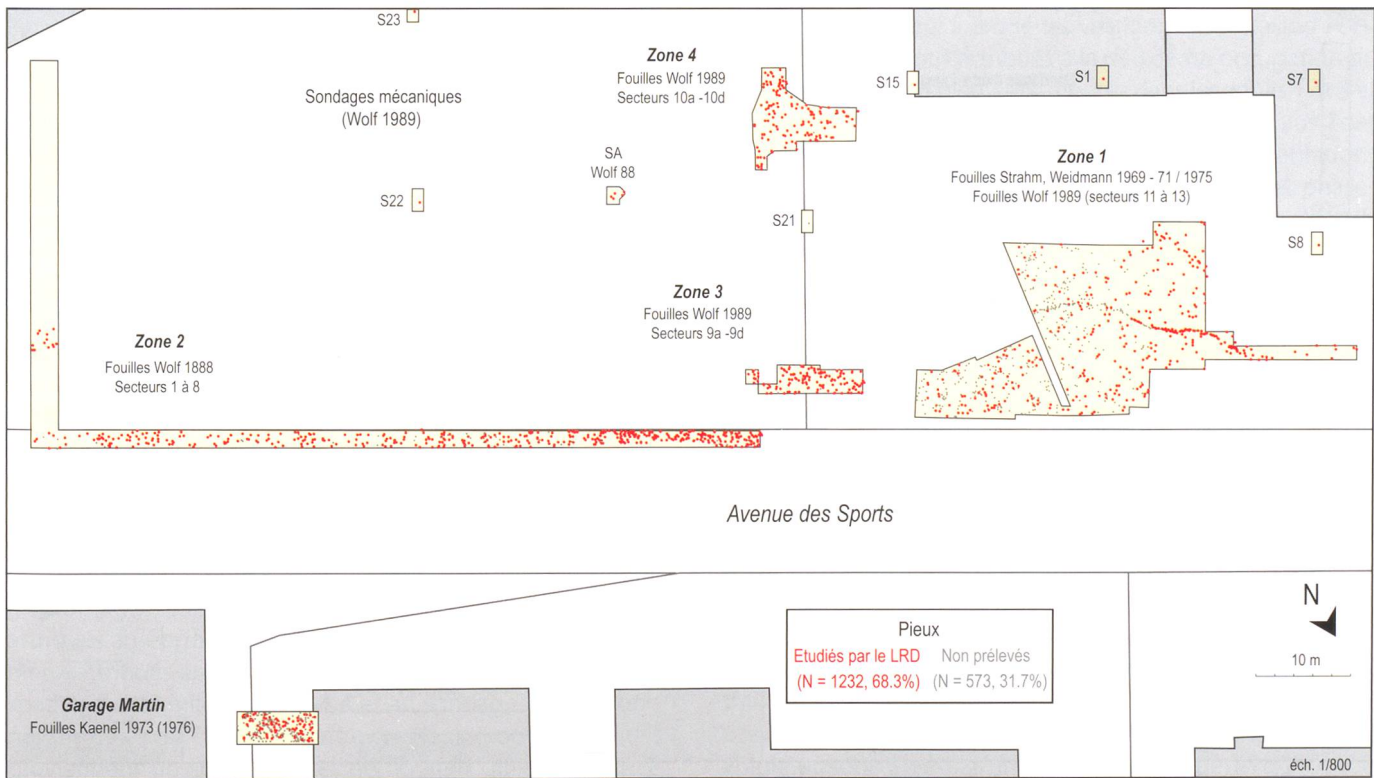 S23
Zone 4
Fouilles Wolf 1989
Secteurs 10a -10d
S15
S1
S7
Sondages mécaniques
(Wolf 1989)
SA
Wolf 88
S22
S21
Zone 1
Fouilles Strahm, Weidmann 1969 - 71 / 1975
Fouilles Wolf 1989 (secteurs 11 à 13)
S8
Zone 3
Fouilles Wolf 1989
Secteurs 9a -9d
Zone 2
Fouilles Wolf 1888
Secteurs 1 à 8
Avenue des Sports
Pieux
Etudiés par le LRD Non prélevés
(N = 1232, 68.3%) (N = 573, 31.7%)
N
10 m
Garage Martin
Fouilles Kaenel 1973 (1976)
éch. 1/800